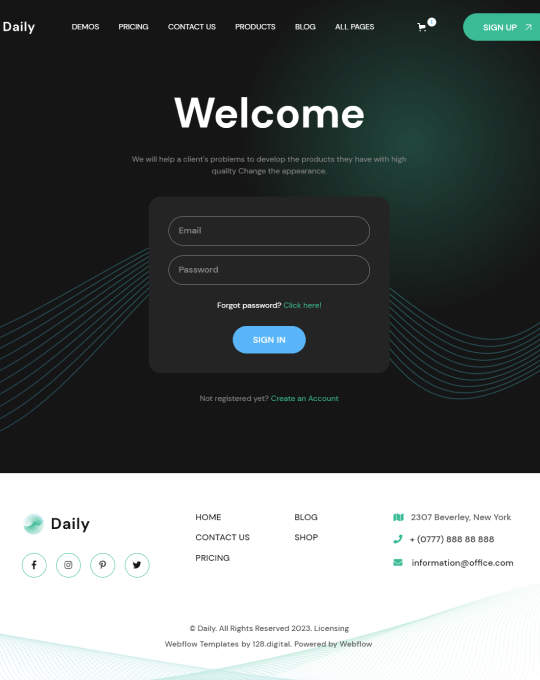 Daily
DEMOS PRICING CONTACT US PRODUCTS BLOG ALL PAGES
SIGN UP
Welcome
We will help a client's problems to develop the products they have with high
quality Change the appearance.
Email
Password
Forgot password? Click here!
SIGN IN
Not registered yet? Create an Account
Daily
HOME
CONTACT US
PRICING
BLOG
SHOP
2307 Beverley, New York
+ (0777) 888 88 888
information@office.com
© Daily. All Rights Reserved 2023. Licensing
Webflow Templates by 128.digital. Powered by Webflow